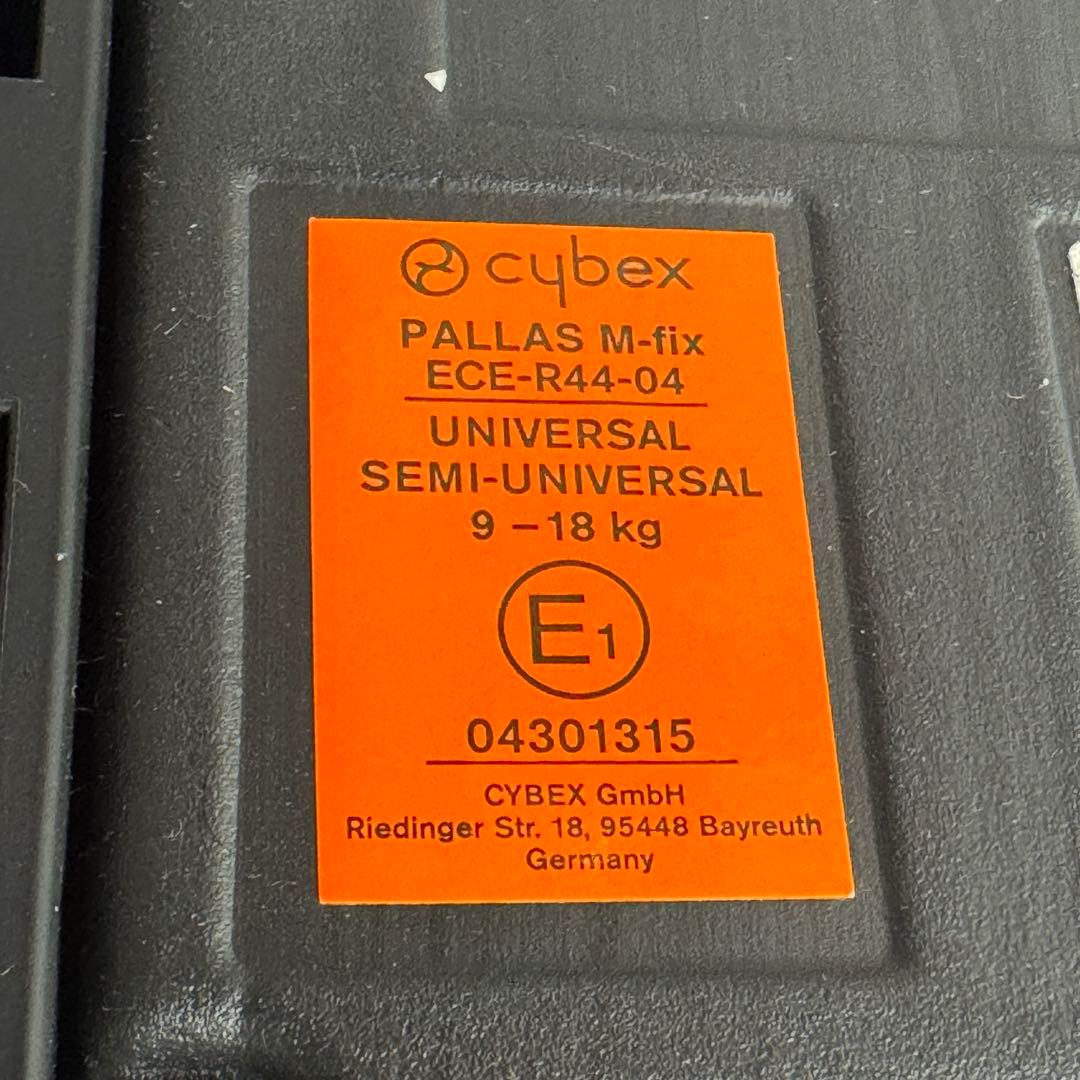 cybex
PALLAS M-fix
ECE-R44-04
UNIVERSAL
SEMI-UNIVERSAL
9 – 18 kg
E1
04301315
CYBEX GmbH
Riedinger Str. 18, 95448 Bayreuth
Germany